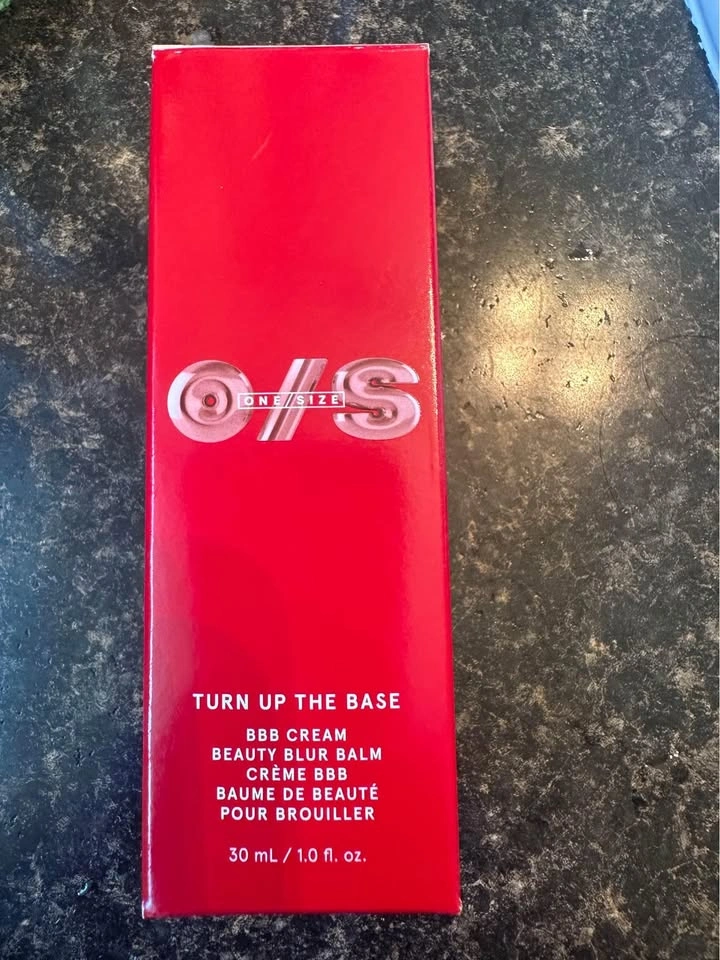 O/S
ONE/SIZE
TURN UP THE BASE
BBB CREAM
BEAUTY BLUR BALM
CRÈME BBB
BAUME DE BEAUTÉ
POUR BROUILLER
30 mL / 1.0 fl. oz.